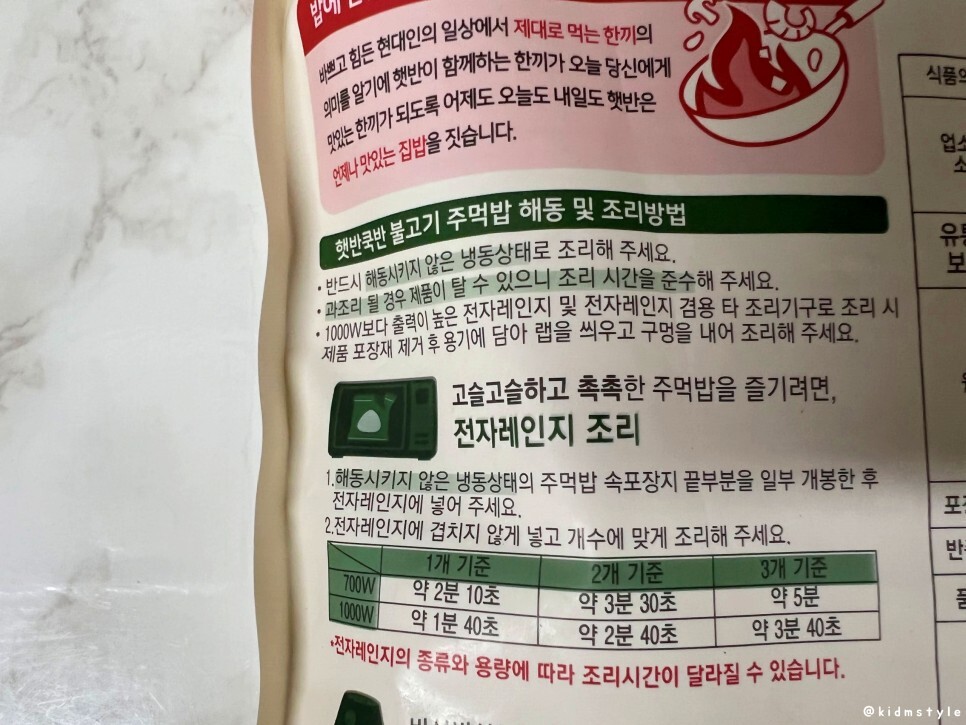 바쁘고 힘든 현대인의 일상에서 제대로 먹는 한끼의
의미를 알기에 햇반이 함께하는 한끼가 오늘 당신에게
맛있는 한끼가 되도록 어제도 오늘도 내일도 햇반은
언제나 맛있는 집밥을 짓습니다.
햇반쿡반 불고기 주먹밥 해동 및 조리방법
• 반드시 해동시키지 않은 냉동상태로 조리해 주세요.
• 과조리 될 경우 제품이 탈 수 있으니 조리 시간을 준수해 주세요.
• 1000W보다 출력이 높은 전자레인지 및 전자레인지 겸용 타 조리기구로 조리 시
제품 포장재 제거 후 용기에 담아 랩을 씌우고 구멍을 내어 조리해 주세요.
고슬고슬하고 촉촉한 주먹밥을 즐기려면,
전자레인지 조리
1.해동시키지 않은 냉동상태의 주먹밥 속포장지 끝부분을 일부 개봉한 후
전자레인지에 넣어 주세요.
2.전자레인지에 겹치지 않게 넣고 개수에 맞게 조리해 주세요.
1개 기준 2개 기준 3개 기준
700W 약 2분 10초 약 3분 30초 약 5분
1000W 약 1분 40초 약 2분 40초 약 3분 40초
*전자레인지의 종류와 용량에 따라 조리시간이 달라질 수 있습니다.
식품의
업소
소
유통
보
포장
반
품
@kidmstyle